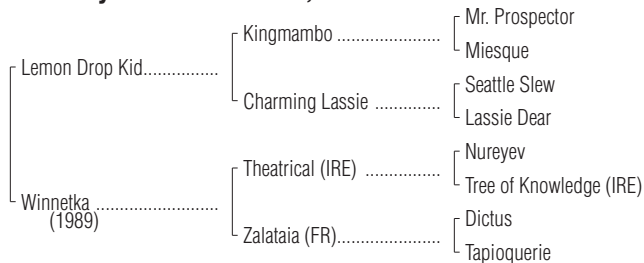 Mr. Prospector
Kingmambo ..................
Miesque
Lemon Drop Kid................
Seattle Slew
Charming Lassie ...............
Lassie Dear
Nureyev
Theatrical (IRE) .................
Tree of Knowledge (IRE)
Winnetka ..........................
(1989)
Dictus
Zalataia (FR).......................
Tapioquerie